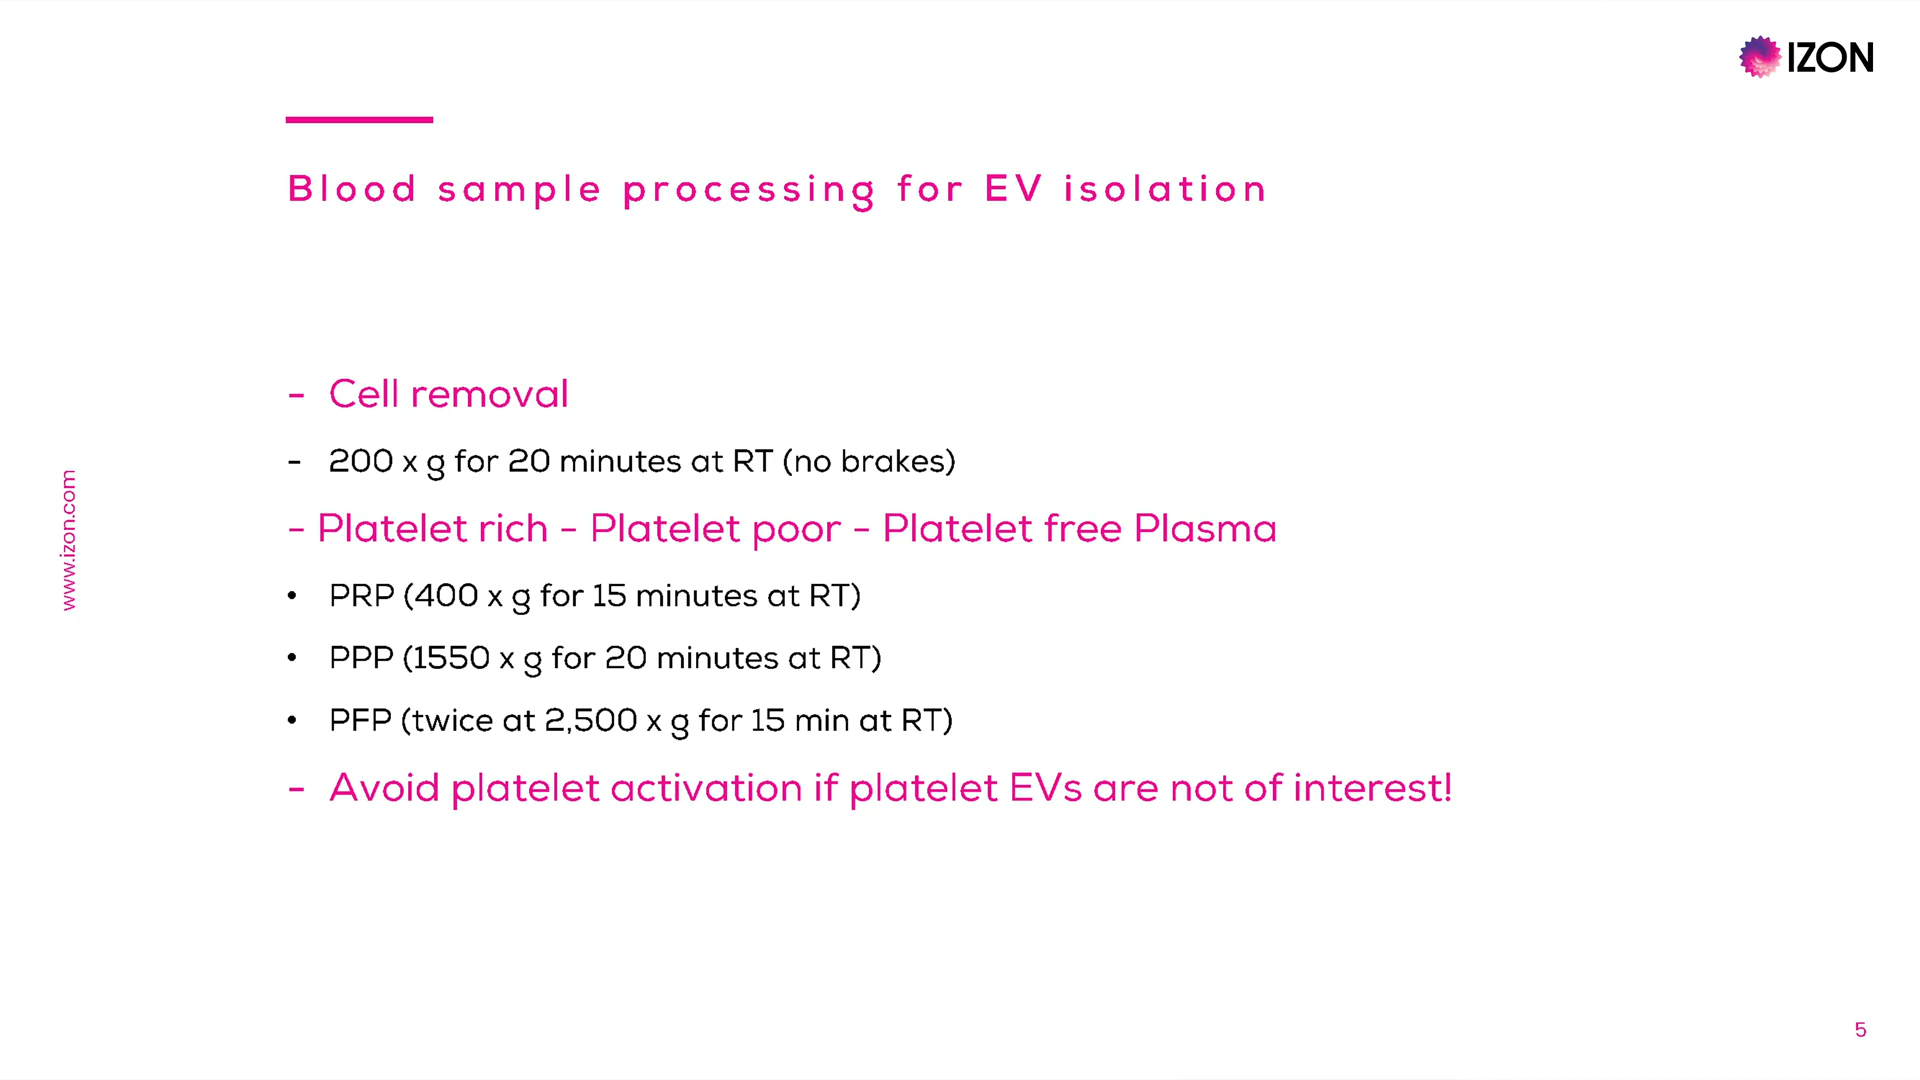 IZON
Blood sample processing for EV isolation
- Cell removal
- 200 x g for 20 minutes at RT (no brakes)
- Platelet rich - Platelet poor - Platelet free Plasma
• PRP (400 x g for 15 minutes at RT)
• PPP (1550 x g for 20 minutes at RT)
• PFP (twice at 2,500 x g for 15 min at RT)
- Avoid platelet activation if platelet EVs are not of interest!
www.izon.com
5